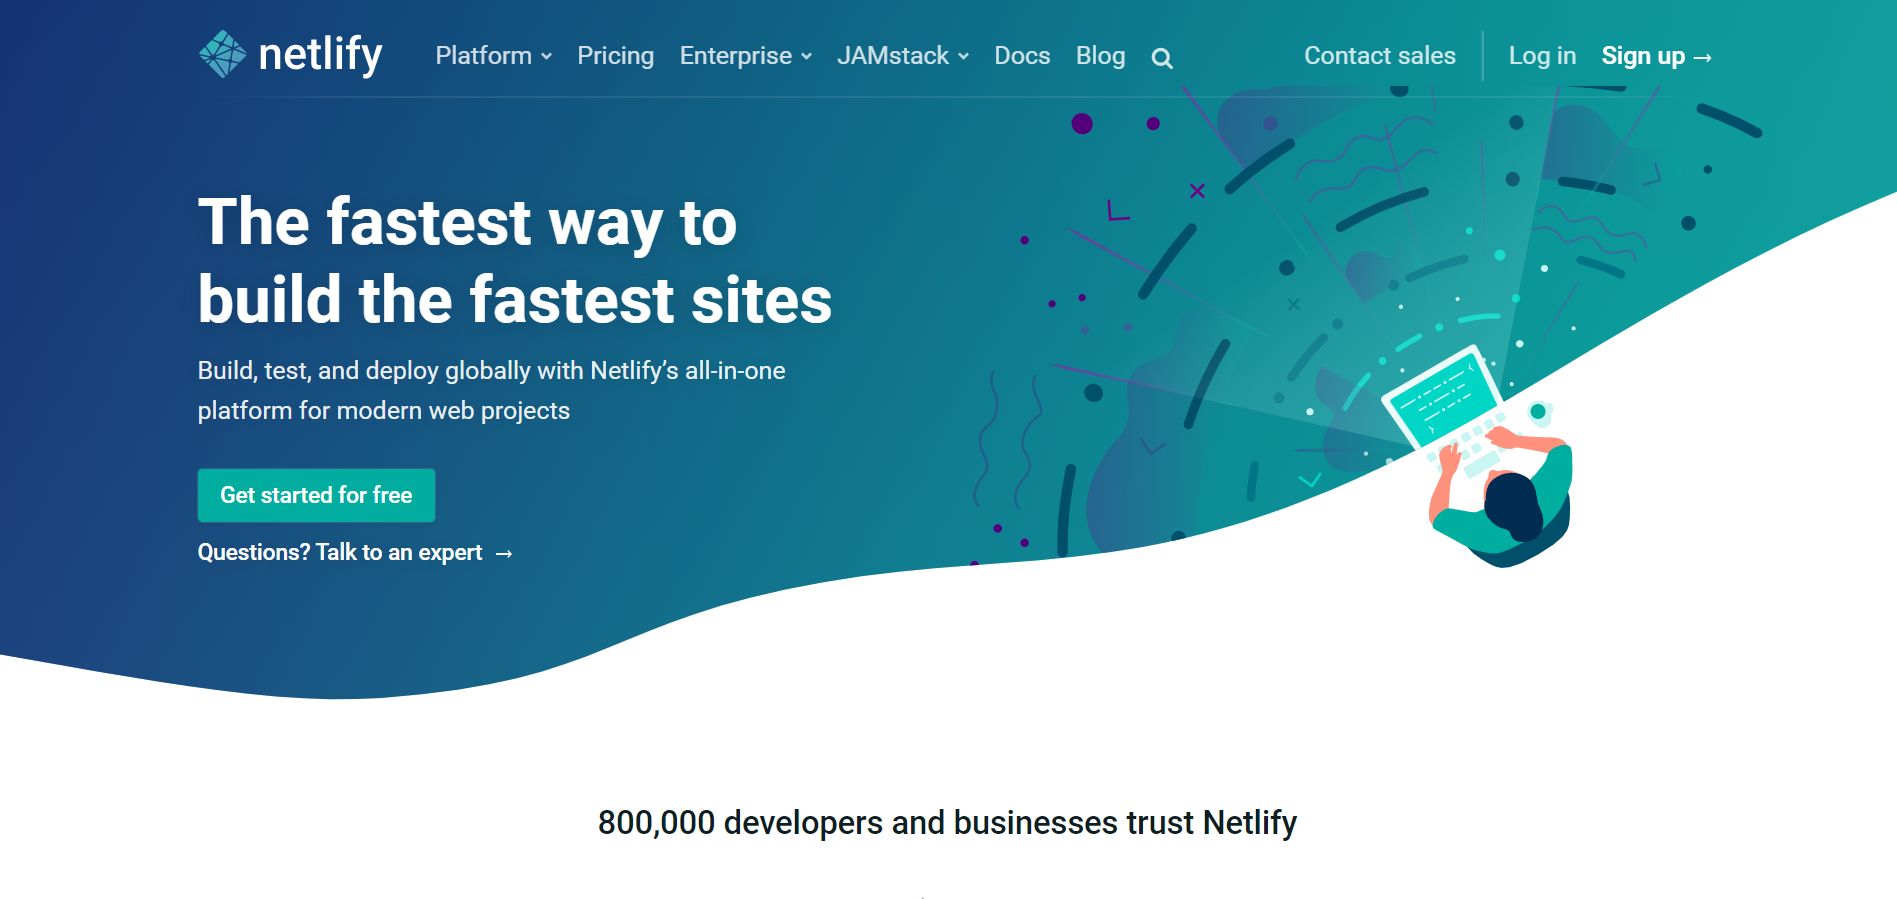 netlify
Platform
Pricing
Enterprise
JAMstack
Docs
Blog
Contact sales
Log in
Sign up →
The fastest way to
build the fastest sites
Build, test, and deploy globally with Netlify’s all-in-one
platform for modern web projects
Get started for free
Questions? Talk to an expert →
800,000 developers and businesses trust Netlify